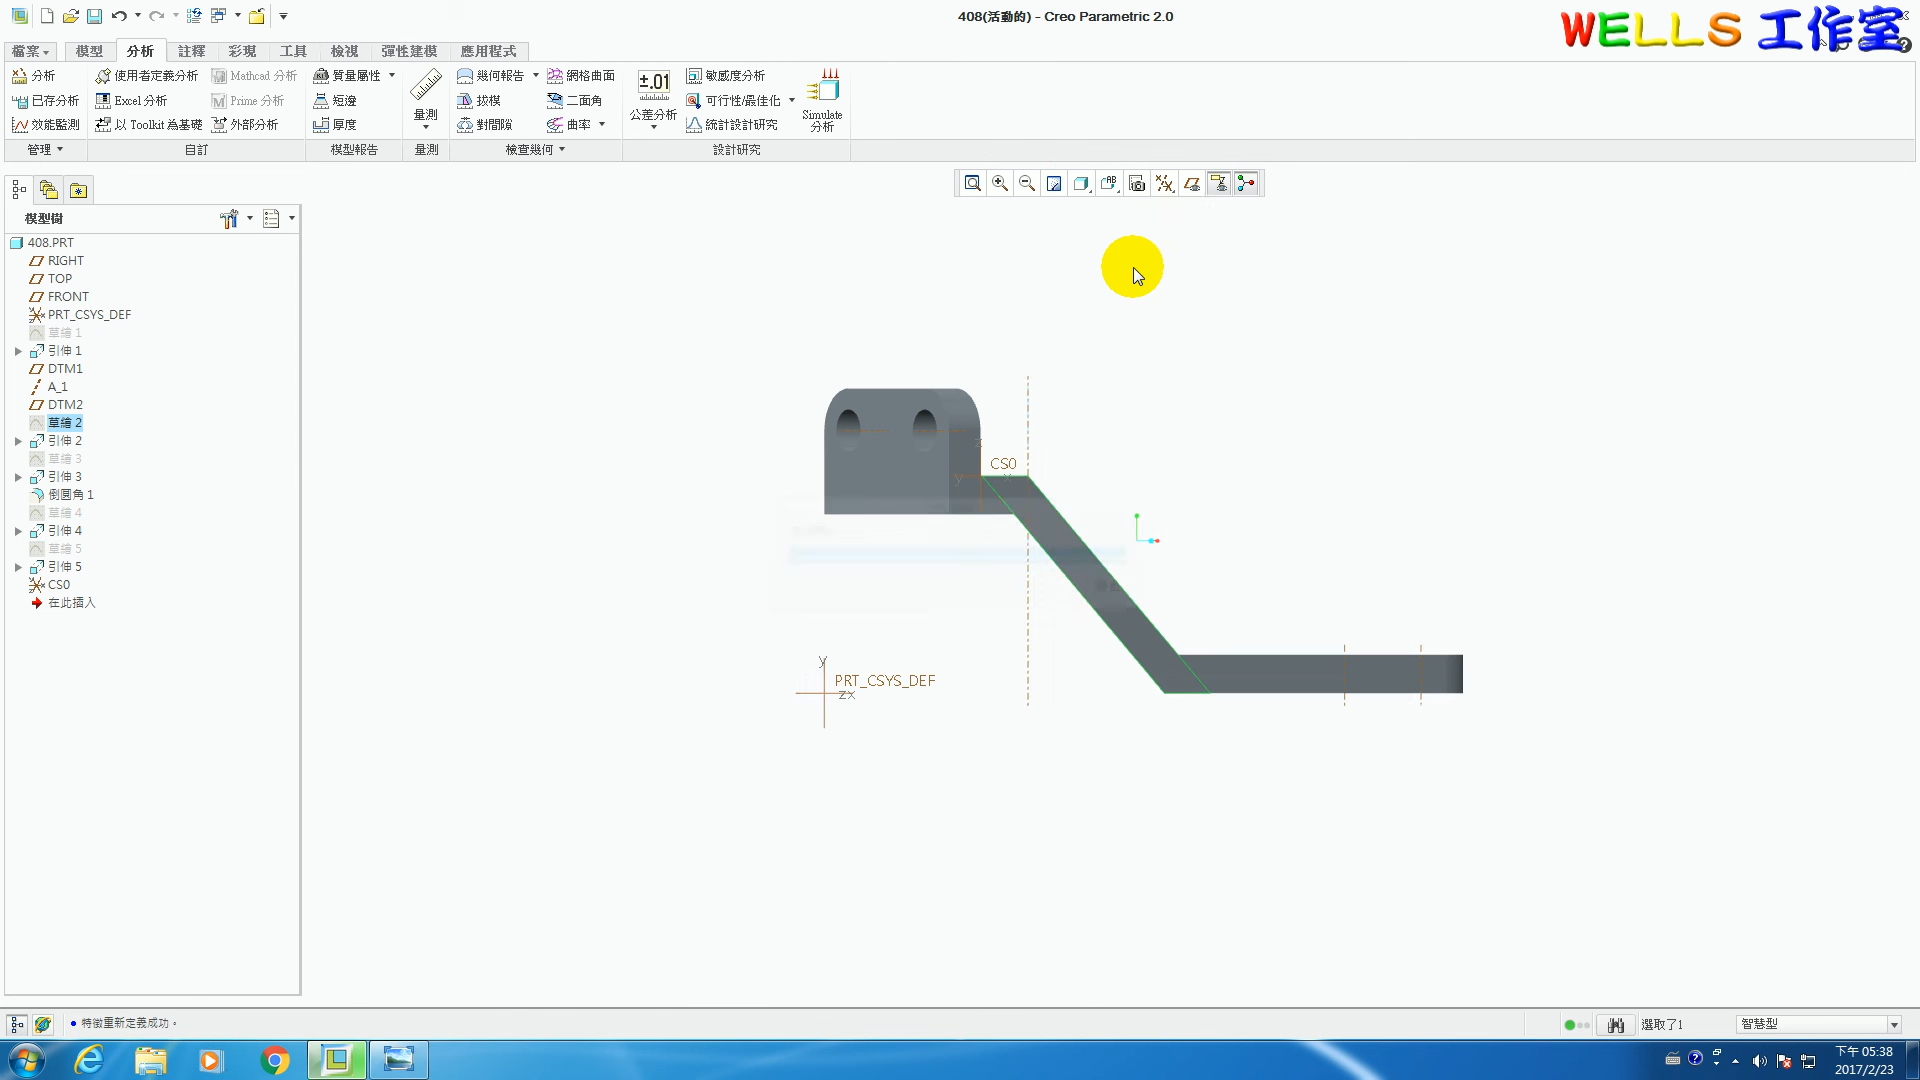 408(活動的) - Creo Parametric 2.0
WELLS 工作室
檔案 模型 分析 註釋 彩現 工具 檢視 彈性建模 應用程式
分析 使用者定義分析 Mathcad 分析 質量屬性 幾何報告 網格曲面 敏感度分析
已存分析 Excel 分析 Prime 分析 短邊 量測 拔模 二面角 公差分析 可行性/最佳化 Simulate 分析
效能監測 以 Toolkit 為基礎 外部分析 厚度 對間隙 曲率 統計設計研究
管理 自訂 模型報告 量測 檢查幾何 設計研究
模型樹
408.PRT
RIGHT
TOP
FRONT
PRT_CSYS_DEF
草繪 1
引伸 1
DTM1
A_1
DTM2
草繪 2
引伸 2
草繪 3
引伸 3
倒圓角 1
草繪 4
引伸 4
草繪 5
引伸 5
CS0
在此插入
z
CS0
y
x
y
PRT_CSYS_DEF
zx
特徵重新定義成功。
選取了1
智慧型
下午 05:38
2017/2/23